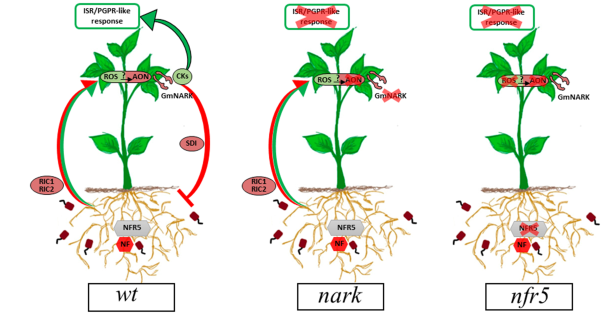 ISR/PGPR-like
response
ROS ? AON
CKs
GmNARK
SDI
RIC1
RIC2
NFR5
NF
wt
ISR/PGPR-like
response
ROS ? AON
GmNARK
RIC1
RIC2
NFR5
NF
nark
ISR/PGPR-like
response
ROS ? AON
GmNARK
NFR5
NF
nfr5